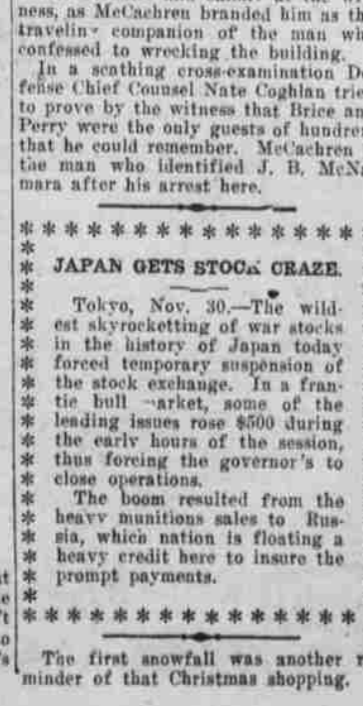 ness, as McCachren branded him as th
travelin companion of the man wh
confessed to wrecking the building.
In a scathing cross-examination De
fense Chief Counsel Nate Coghlan trie
to prove by the witness that Brice an
Perry were the only guests of hundre
that he could remember. McCachren
the man who identified J. B. McNa
mara after his arrest here.
* * * * * * * * * * * * * * *
*
* JAPAN GETS STOCK CRAZE.
*
* Tokyo, Nov. 30.—The wild-
* est skyrocketting of war stocks
* in the history of Japan today
* forced temporary suspension of
* the stock exchange. In a fran-
* tic bull arket, some of the
* leading issues rose $500 during
* the early hours of the session,
* thus forcing the governor's to
* close operations.
* The boom resulted from the
* heavy munitions sales to Rus-
* sia, which nation is floating a
* heavy credit here to insure the
* prompt payments.
*
* * * * * * * * * * * * * * *
The first snowfall was another r
minder of that Christmas shopping.